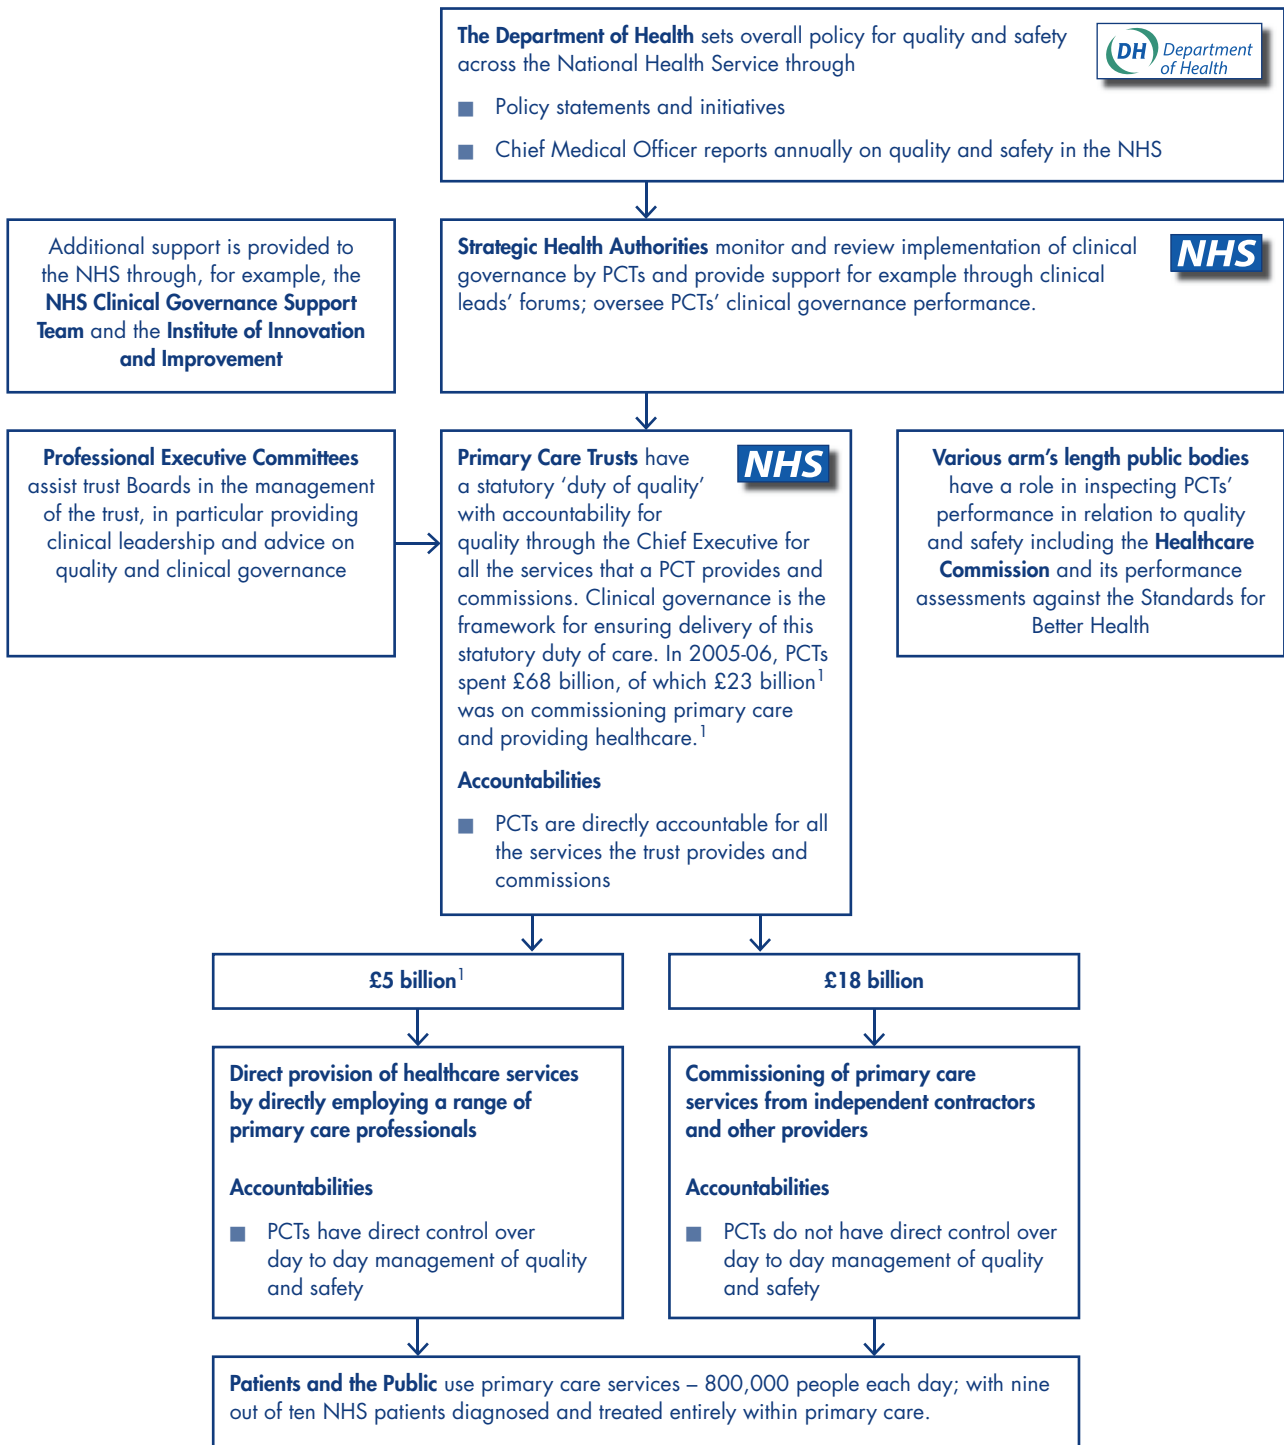 The Department of Health sets overall policy for quality and safety
across the National Health Service through
■ Policy statements and initiatives
■ Chief Medical Officer reports annually on quality and safety in the NHS
DH Department
of Health
Additional support is provided to
the NHS through, for example, the
NHS Clinical Governance Support
Team and the Institute of Innovation
and Improvement
Strategic Health Authorities monitor and review implementation of clinical
governance by PCTs and provide support for example through clinical
leads’ forums; oversee PCTs’ clinical governance performance.
NHS
Professional Executive Committees
assist trust Boards in the management
of the trust, in particular providing
clinical leadership and advice on
quality and clinical governance
Primary Care Trusts have
a statutory ‘duty of quality’
with accountability for
quality through the Chief Executive for
all the services that a PCT provides and
commissions. Clinical governance is the
framework for ensuring delivery of this
statutory duty of care. In 2005-06, PCTs
spent £68 billion, of which £23 billion¹
was on commissioning primary care
and providing healthcare.¹
NHS
Accountabilities
■ PCTs are directly accountable for all
the services the trust provides and
commissions
Various arm’s length public bodies
have a role in inspecting PCTs’
performance in relation to quality
and safety including the Healthcare
Commission and its performance
assessments against the Standards for
Better Health
£5 billion¹
£18 billion
Direct provision of healthcare services
by directly employing a range of
primary care professionals
Accountabilities
■ PCTs have direct control over
day to day management of quality
and safety
Commissioning of primary care
services from independent contractors
and other providers
Accountabilities
■ PCTs do not have direct control over
day to day management of quality
and safety
Patients and the Public use primary care services – 800,000 people each day; with nine
out of ten NHS patients diagnosed and treated entirely within primary care.